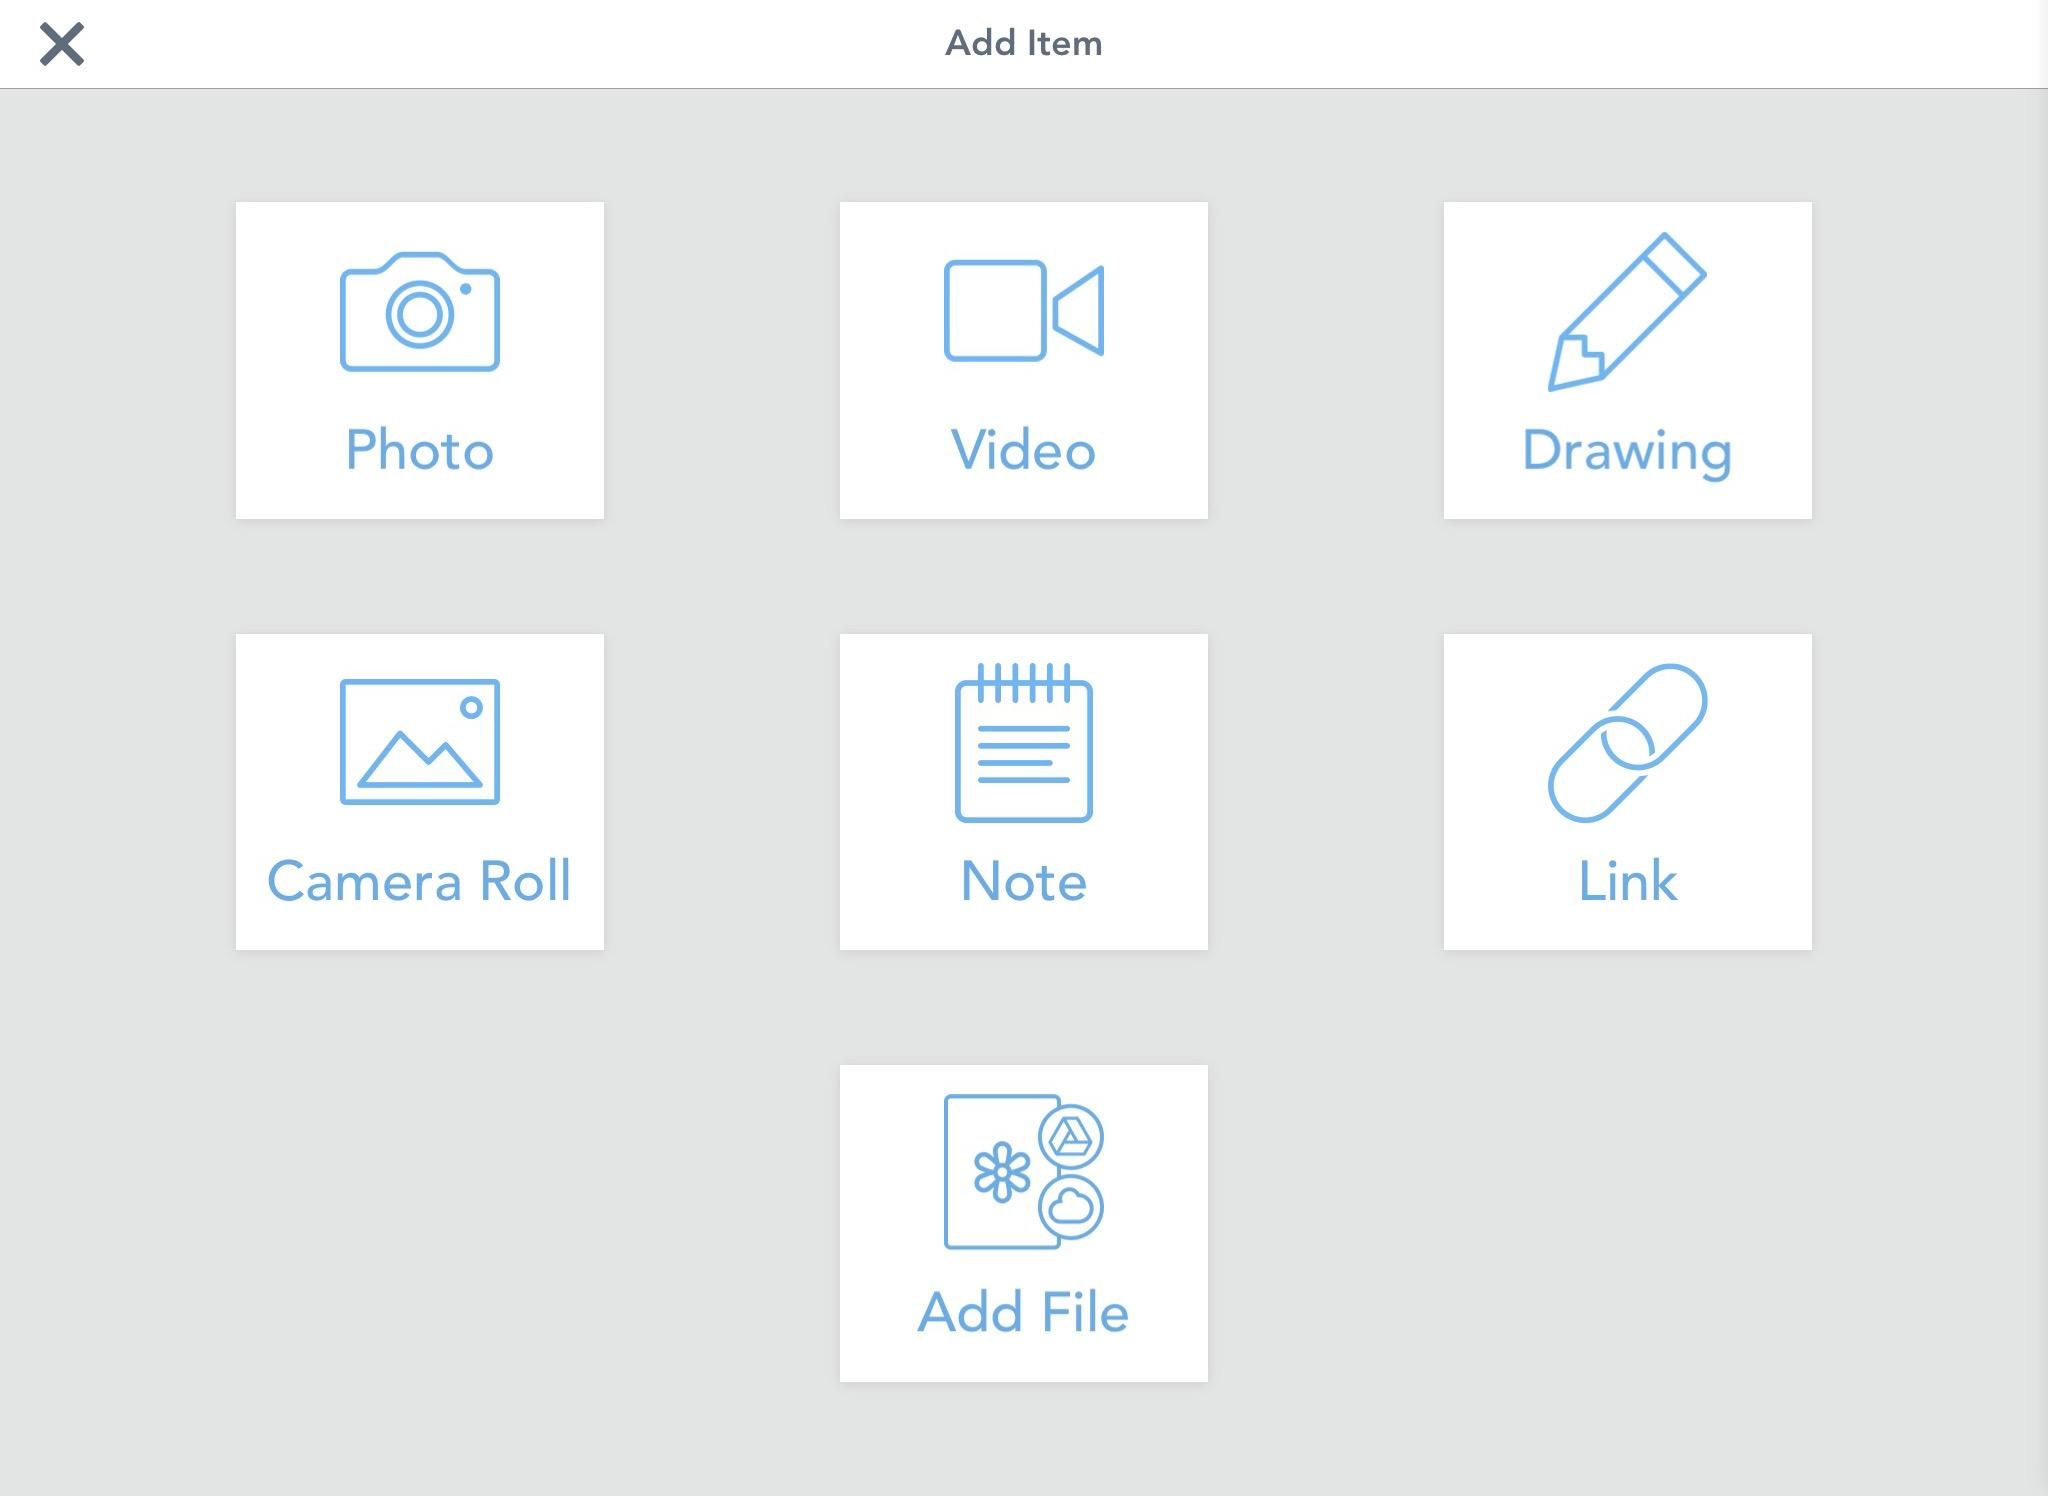 Add Item
Photo
Video
Drawing
Camera Roll
Note
Link
Add File